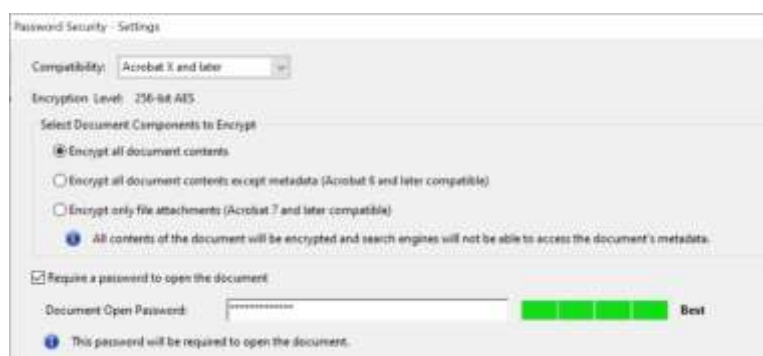 Password Security - Settings
Compatibility: Acrobat X and later
Encryption Level: 256-bit AES
Select Document Components to Encrypt
Encrypt all document contents
Encrypt all document contents except metadata (Acrobat 6 and later compatible)
Encrypt only file attachments (Acrobat 7 and later compatible)
All contents of the document will be encrypted and search engines will not be able to access the document's metadata.
Require a password to open the document
Document Open Password: ************* Best
This password will be required to open the document.